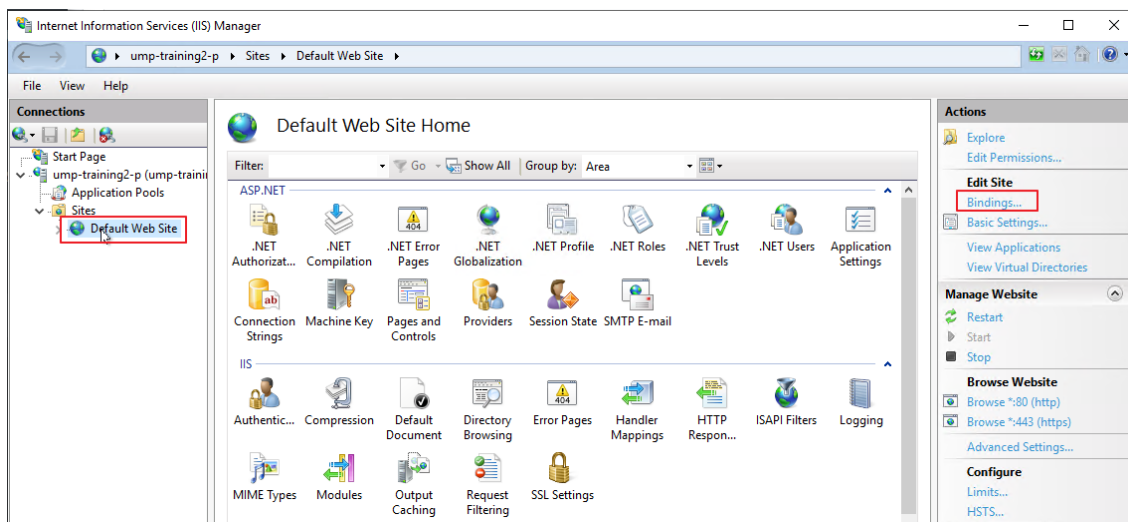 Internet Information Services (IIS) Manager
ump-training2-p Sites Default Web Site
File View Help
Connections
Start Page
ump-training2-p (ump-traini
Application Pools
Sites
Default Web Site
Default Web Site Home
Filter: Go Show All Group by: Area
ASP.NET
.NET Authorizat...
.NET Compilation
.NET Error Pages
.NET Globalization
.NET Profile
.NET Roles
.NET Trust Levels
.NET Users
Application Settings
Connection Strings
Machine Key
Pages and Controls
Providers
Session State
SMTP E-mail
IIS
Authentic...
Compression
Default Document
Directory Browsing
Error Pages
Handler Mappings
HTTP Respon...
ISAPI Filters
Logging
MIME Types
Modules
Output Caching
Request Filtering
SSL Settings
Actions
Explore
Edit Permissions...
Edit Site
Bindings...
Basic Settings...
View Applications
View Virtual Directories
Manage Website
Restart
Start
Stop
Browse Website
Browse *:80 (http)
Browse *:443 (https)
Advanced Settings...
Configure
Limits...
HSTS...